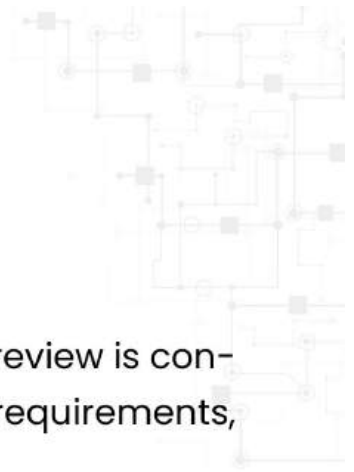 review is con-
requirements,